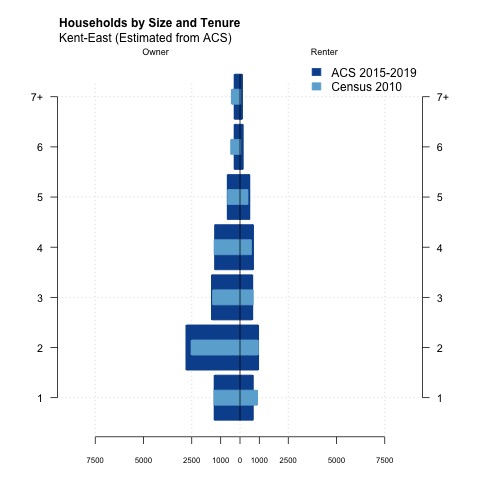 Households by Size and Tenure
Kent-East (Estimated from ACS)
Owner Renter
ACS 2015-2019
Census 2010
7+ 7+
6 6
5 5
4 4
3 3
2 2
1 1
7500 5000 2500 1000 0 1000 2500 5000 7500